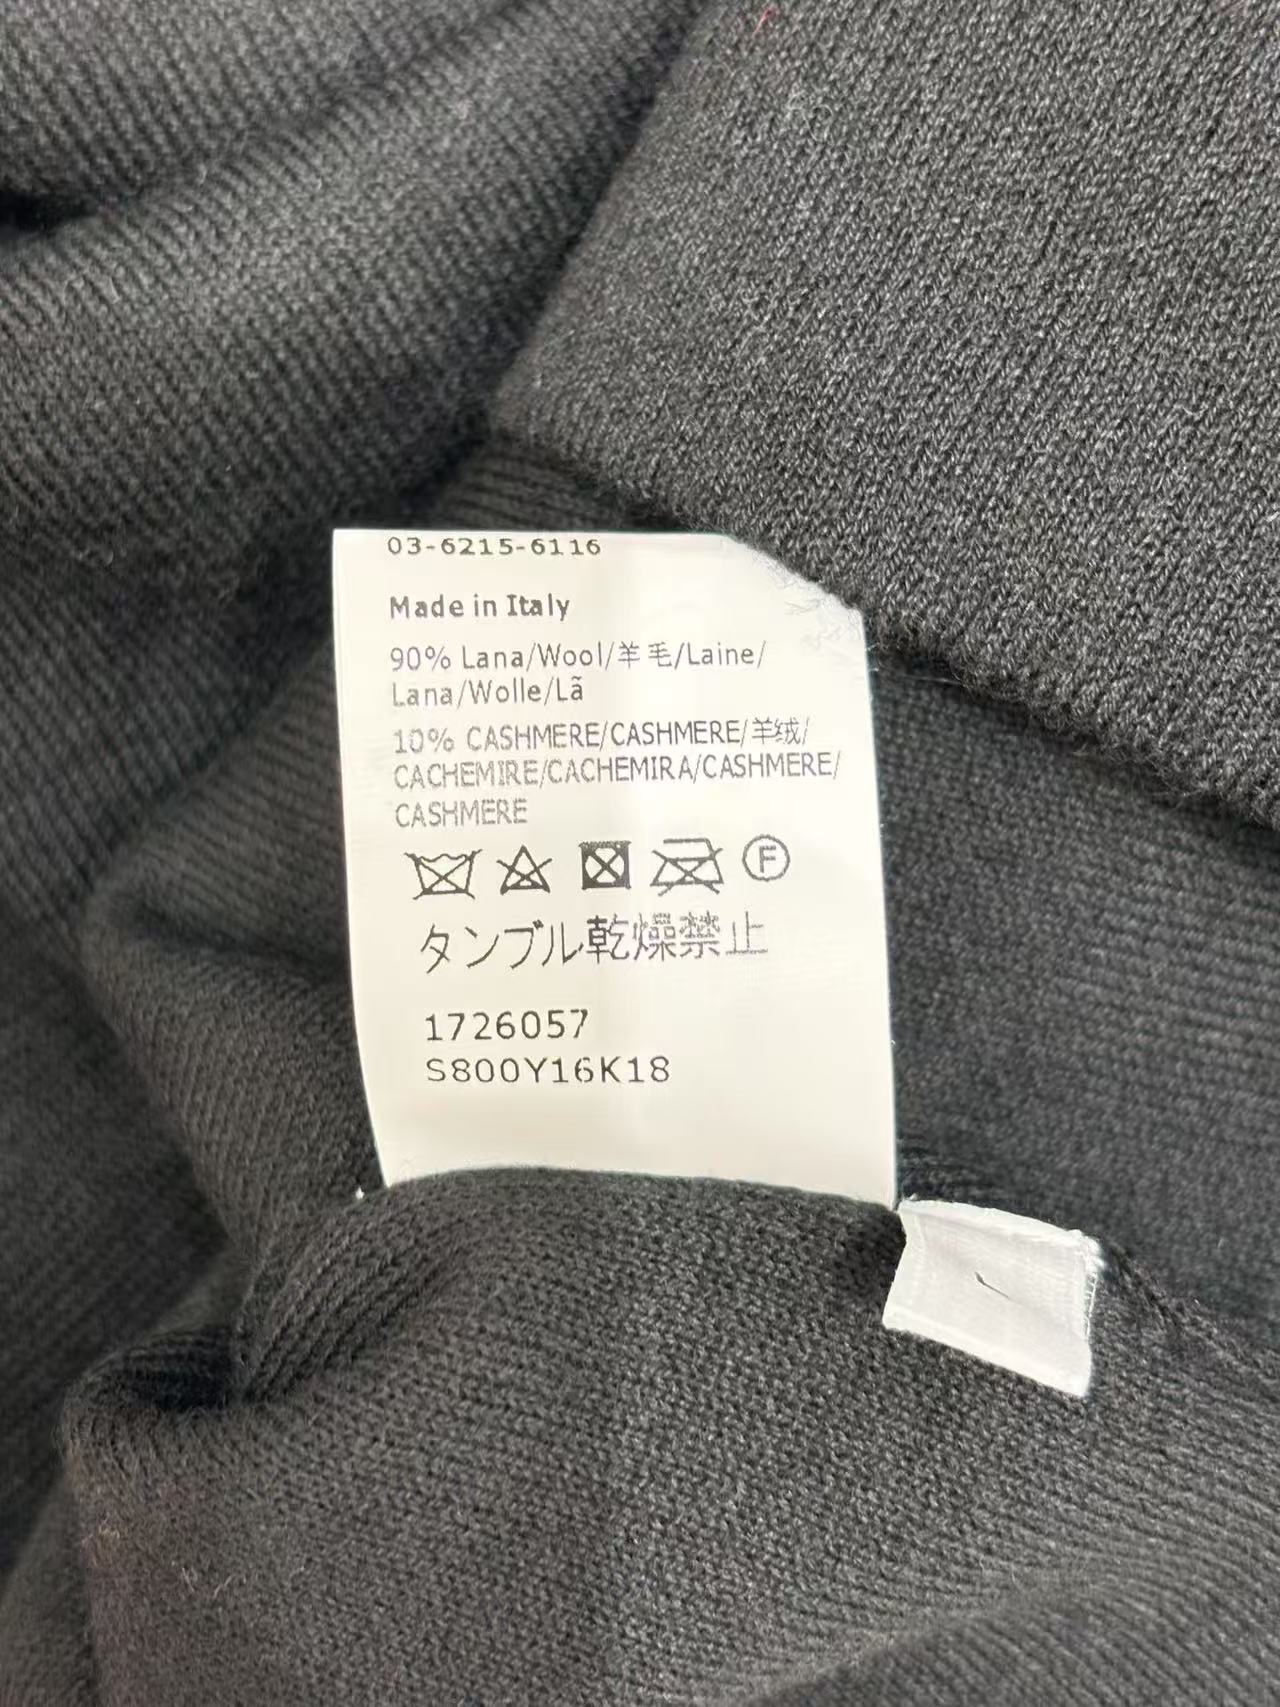 03-6215-6116
Made in Italy
90% Lana/Wool/羊毛/Laine/
Lana/Wolle/Lã
10% CASHMERE/CASHMERE/羊绒/
CACHEMIRE/CACHEMIRA/CASHMERE/
CASHMERE
F
タンブル乾燥禁止
1726057
S800Y16K18